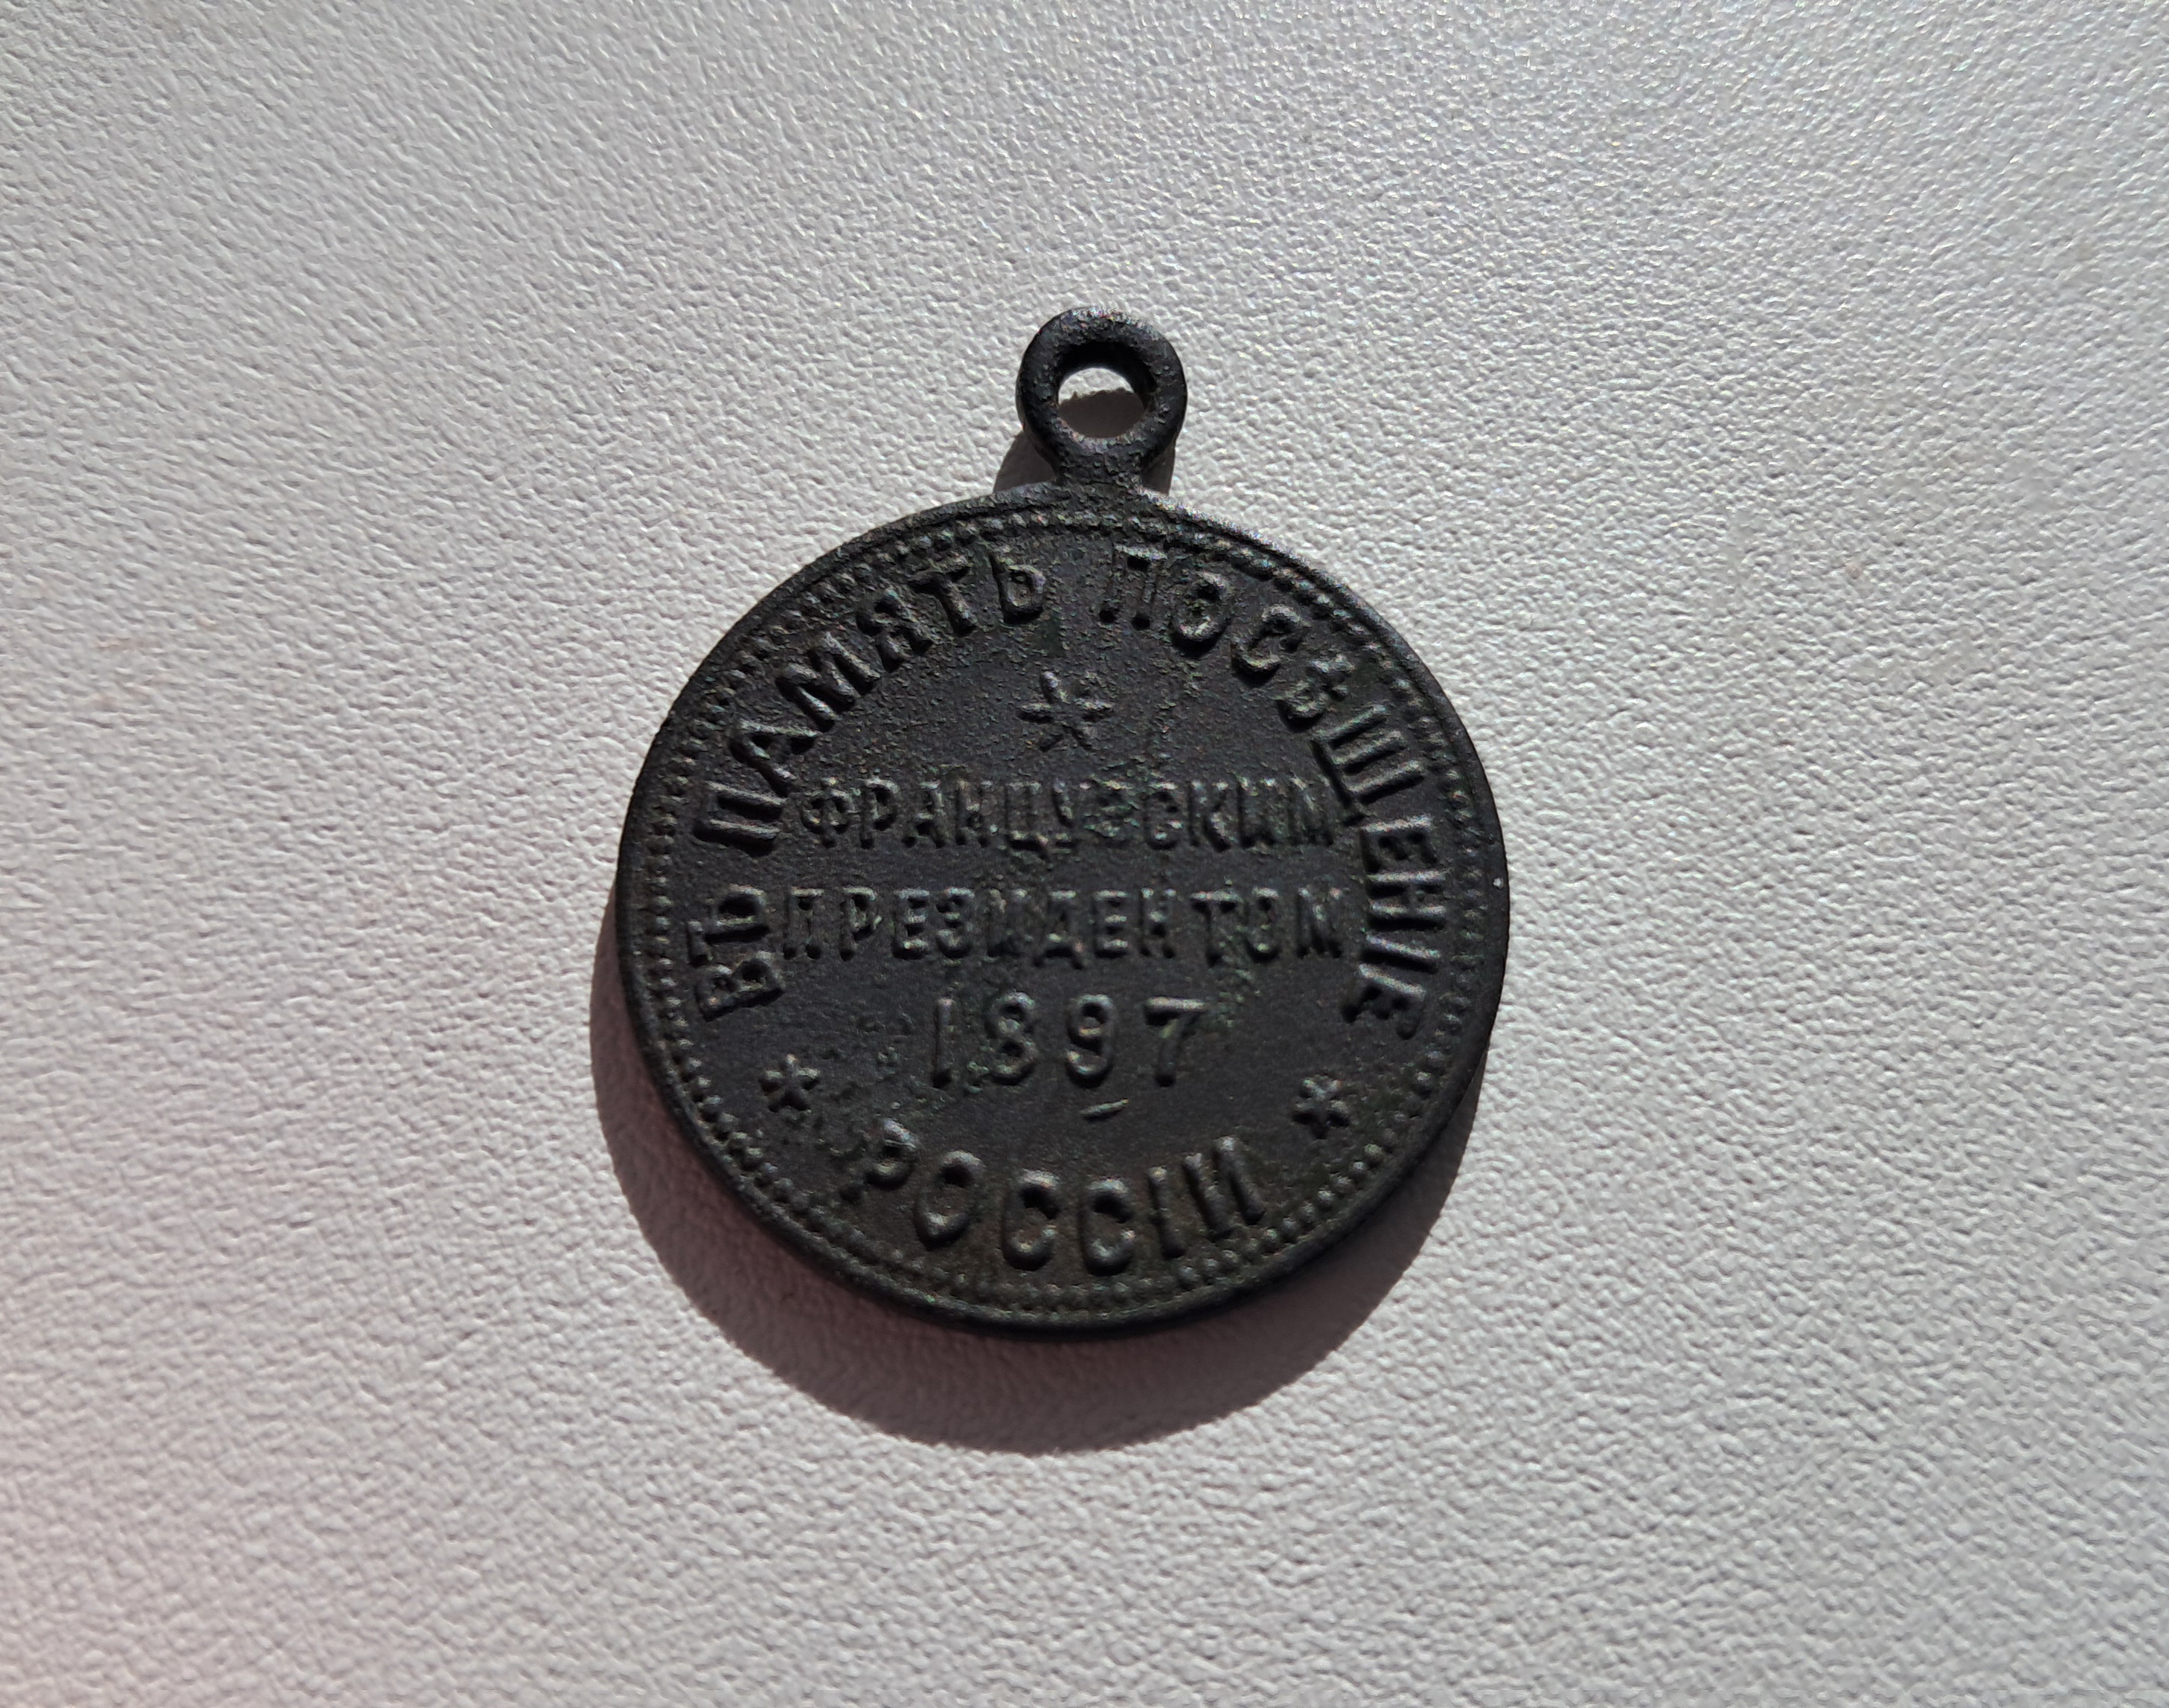 ВЪ ПАМЯТЬ ПОСѢЩЕНІЕ
ФРАНЦУЗСКИМ
ПРЕЗИДЕНТОМ
1897
РОССІИ